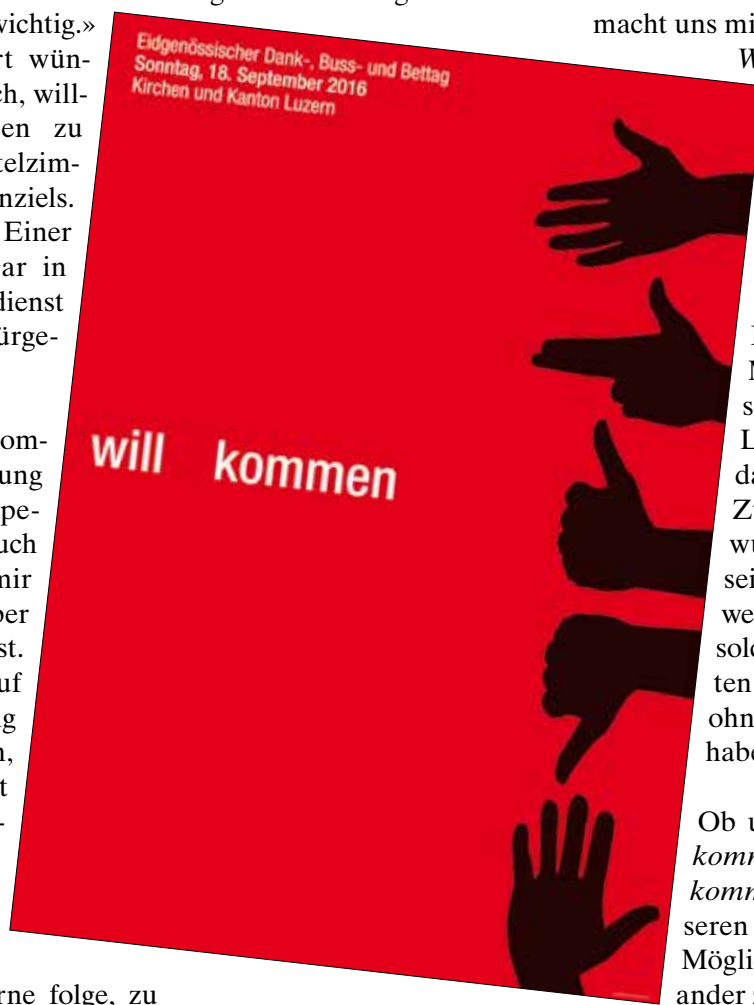 wichtig.»
rt wün-
ch, will-
en zu
telzim-
nziels.
Einer
ar in
dienst
ürge-
om-
ung
pe-
uch
mir
ber
st.
uf
g
n,
t
-
rne folge, zu
Eidgenössischer Dank-, Buss- und Bettag
Sonntag, 18. September 2016
Kirchen und Kanton Luzern
will kommen
macht uns mi
W
s
L
da
Z
wu
sei
we
sold
ten
ohn
habe
Ob u
komm
komm
seren
Mögli
ander